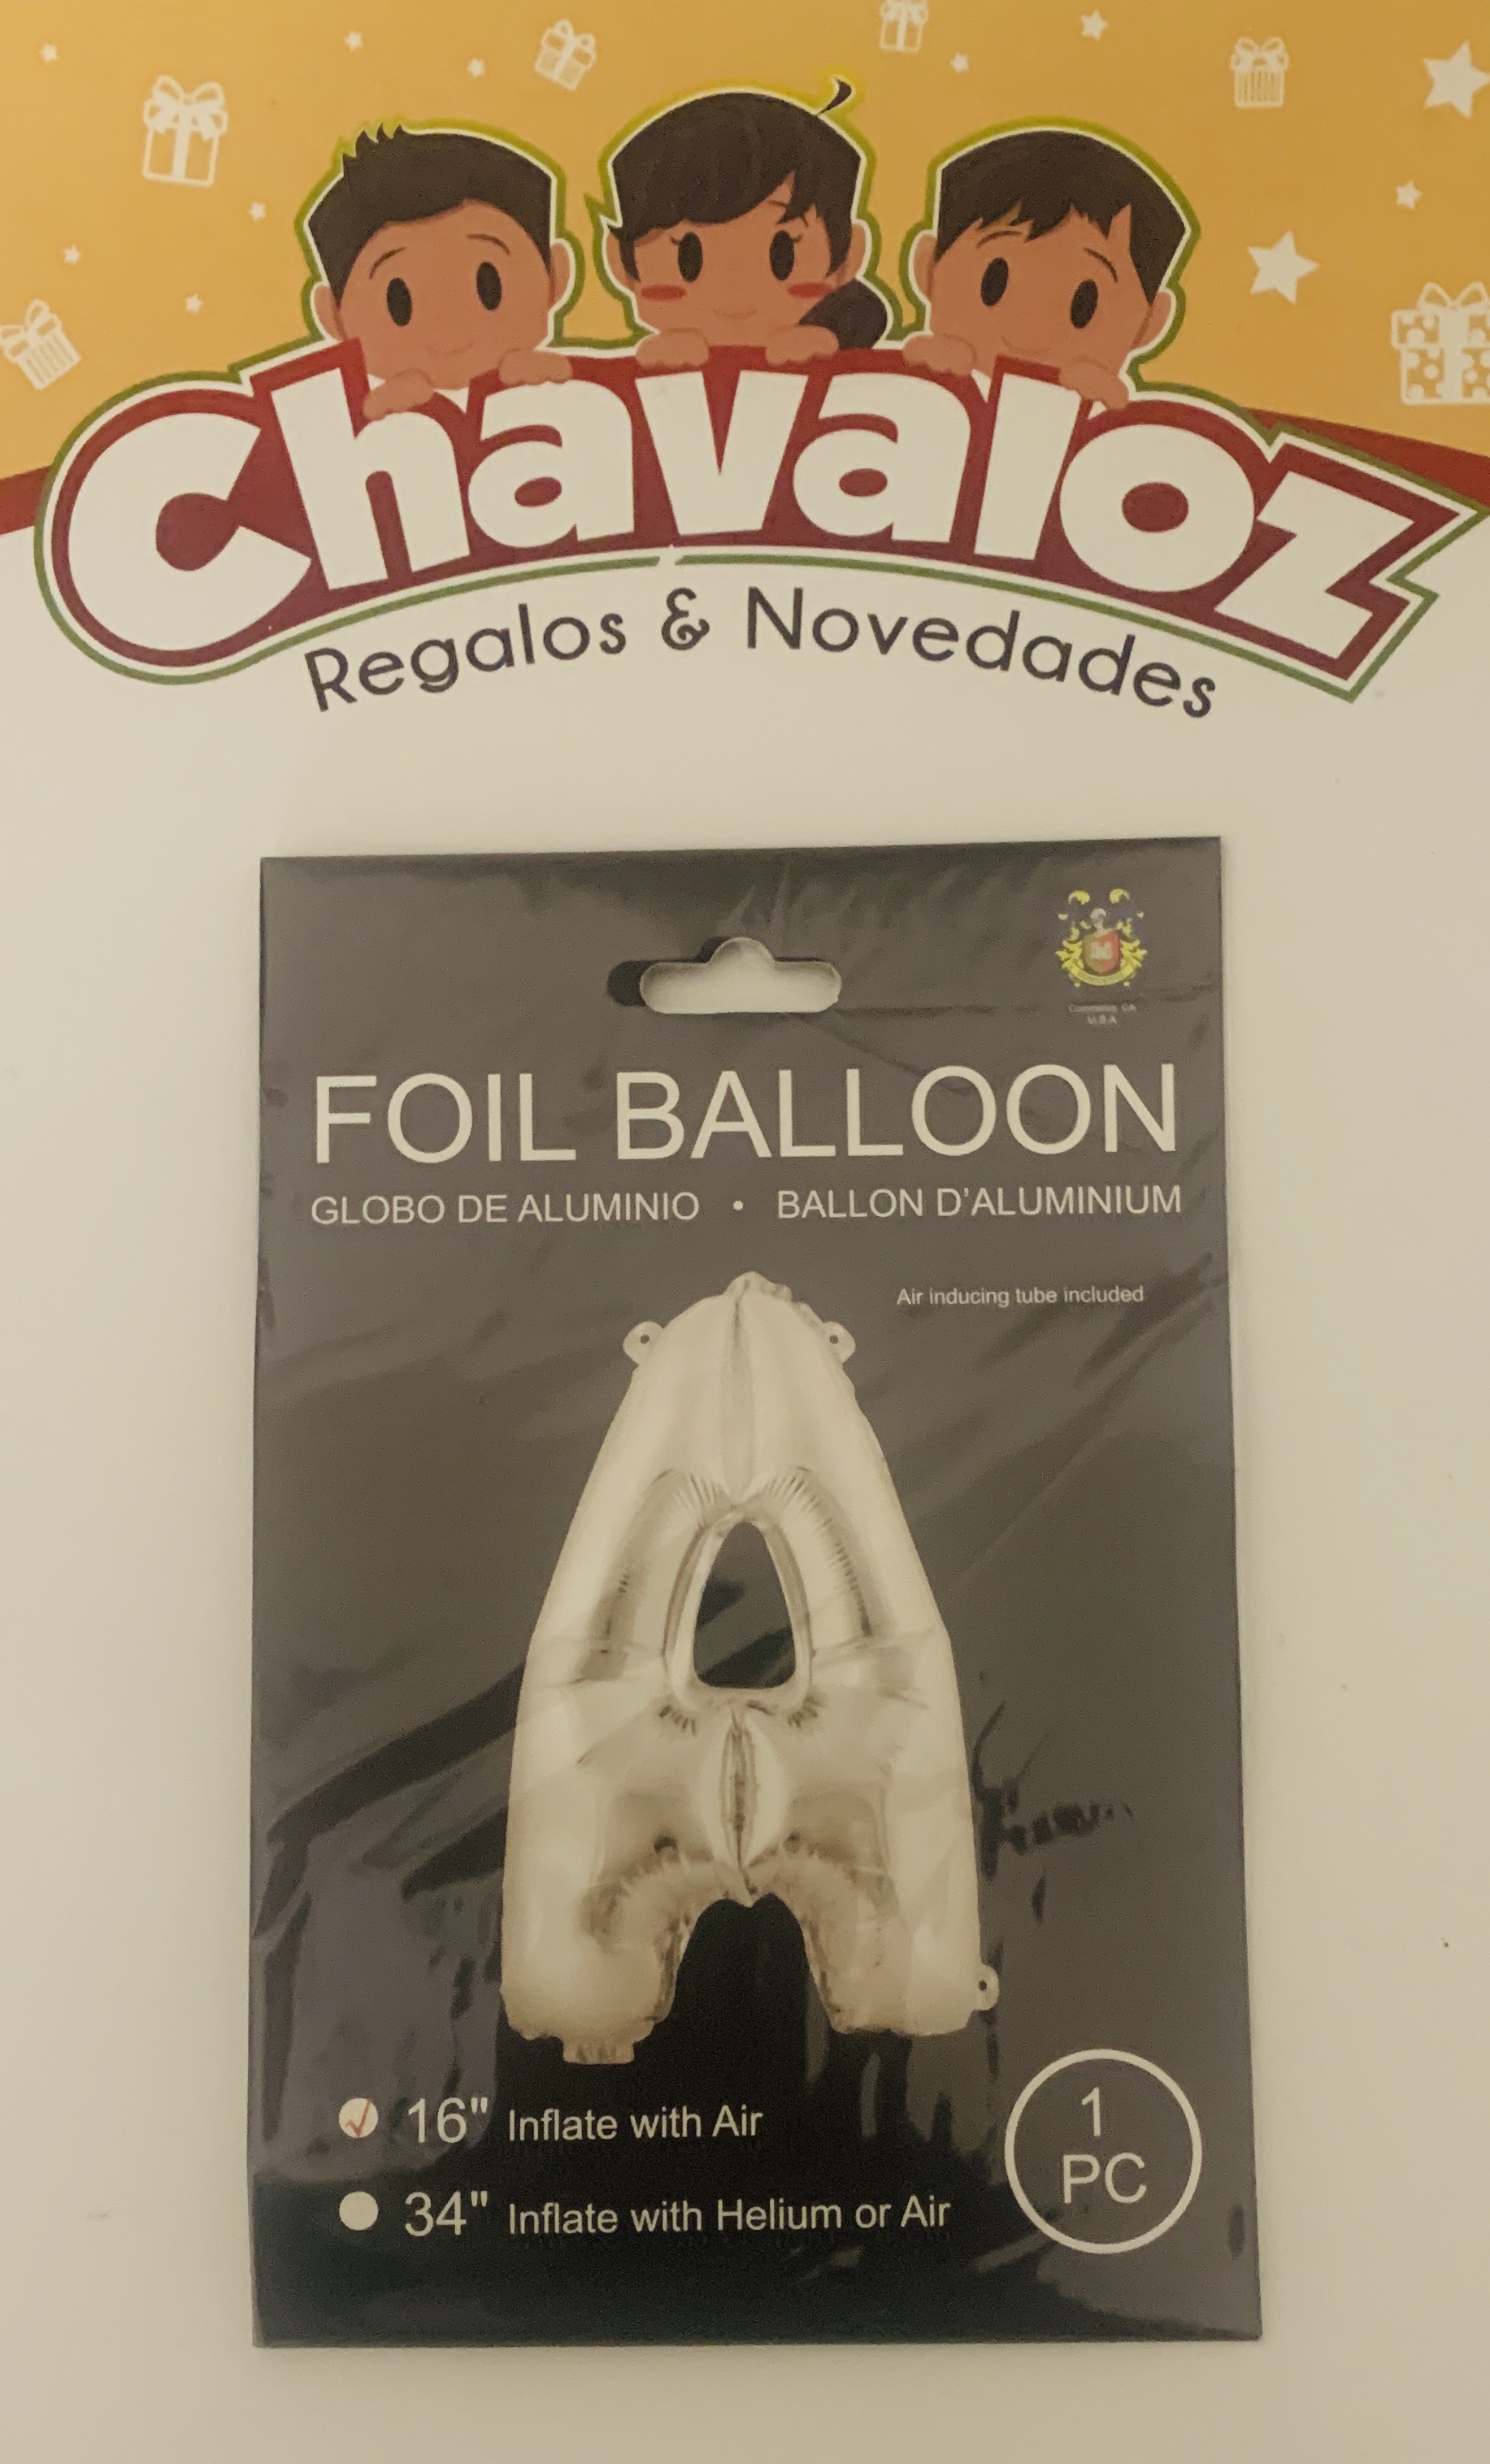 Chavaloz
Regalos & Novedades
U.S.A
FOIL BALLOON
GLOBO DE ALUMINIO • BALLON D'ALUMINIUM
Air inducing tube included
16" Inflate with Air
34" Inflate with Helium or Air
1
PC